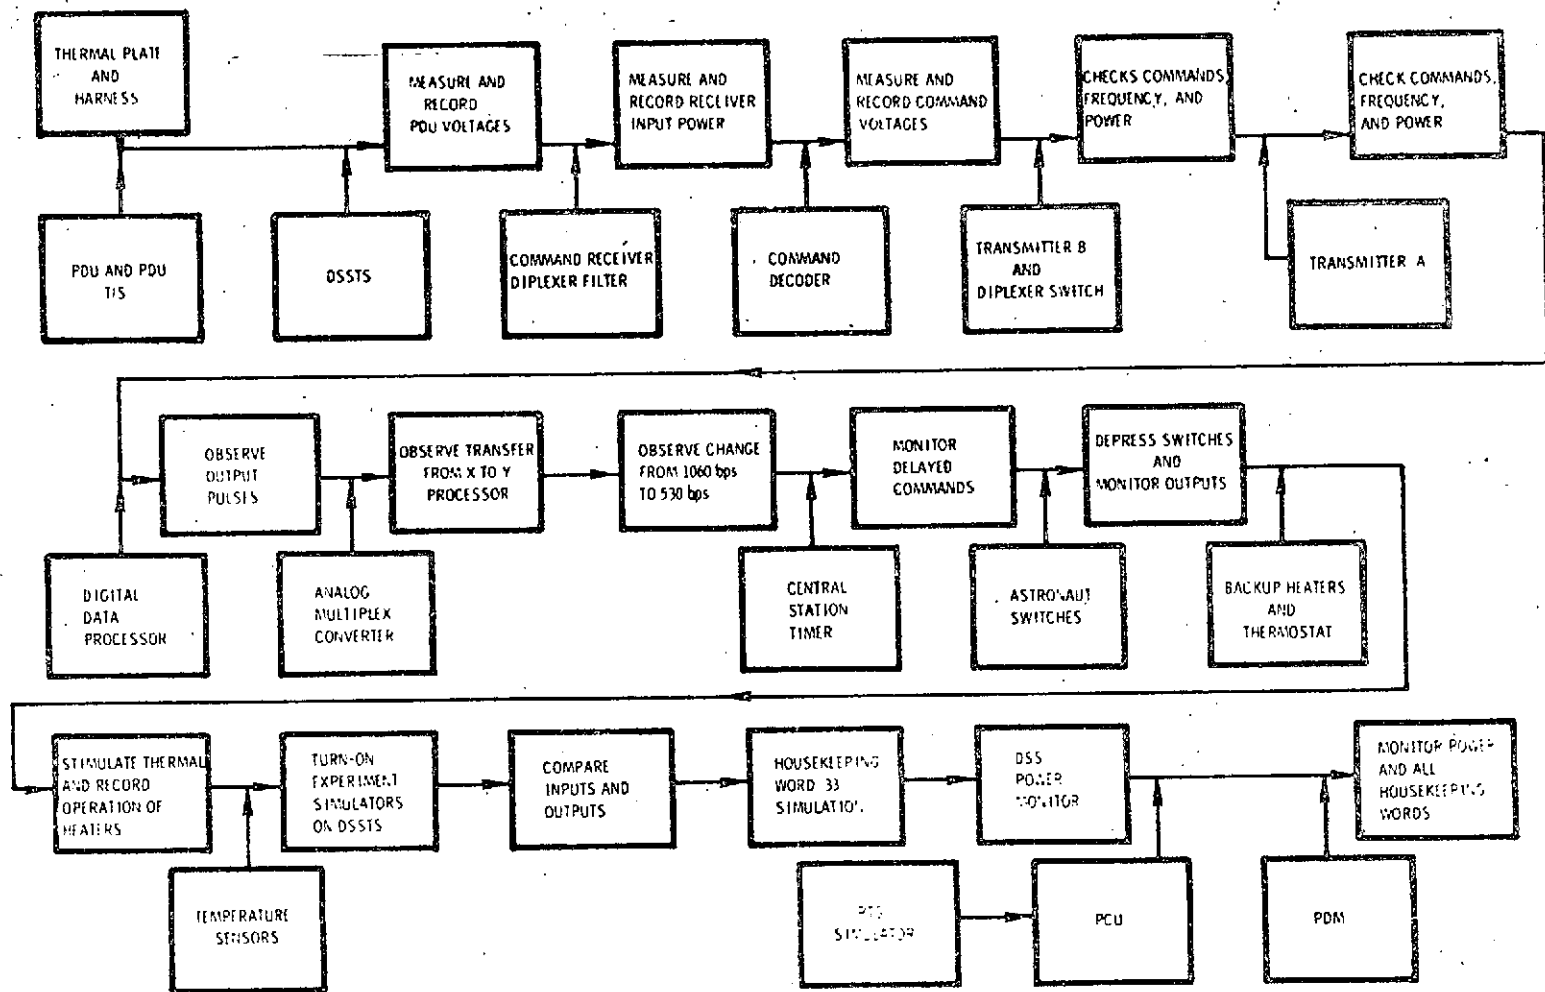 THERMAL PLATE
AND
HARNESS
MEASURE AND
RECORD
PDU VOLTAGES
MEASURE AND
RECORD RECEIVER
INPUT POWER
MEASURE AND
RECORD COMMAND
VOLTAGES
CHECKS COMMANDS,
FREQUENCY, AND
POWER
CHECK COMMANDS,
FREQUENCY,
AND POWER
PDU AND PDU
T/S
DSSTS
COMMAND RECEIVER
DIPLEXER FILTER
COMMAND
DECODER
TRANSMITTER B
AND
DIPLEXER SWITCH
TRANSMITTER A
OBSERVE
OUTPUT
PULSES
OBSERVE TRANSFER
FROM X TO Y
PROCESSOR
OBSERVE CHANGE
FROM 1060 bps
TO 530 bps
MONITOR
DELAYED
COMMANDS
DEPRESS SWITCHES
AND
MONITOR OUTPUTS
DIGITAL
DATA
PROCESSOR
ANALOG
MULTIPLEX
CONVERTER
CENTRAL
STATION
TIMER
ASTRONAUT
SWITCHES
BACKUP HEATERS
AND
THERMOSTAT
STIMULATE THERMAL
AND RECORD
OPERATION OF
HEATERS
TURN-ON
EXPERIMENT
SIMULATORS
ON DSSTS
COMPARE
INPUTS AND
OUTPUTS
HOUSEKEEPING
WORD 33
SIMULATION
DSS
POWER
MONITOR
MONITOR POWER
AND ALL
HOUSEKEEPING
WORDS
TEMPERATURE
SENSORS
RTG
SIMULATOR
PCU
PDM